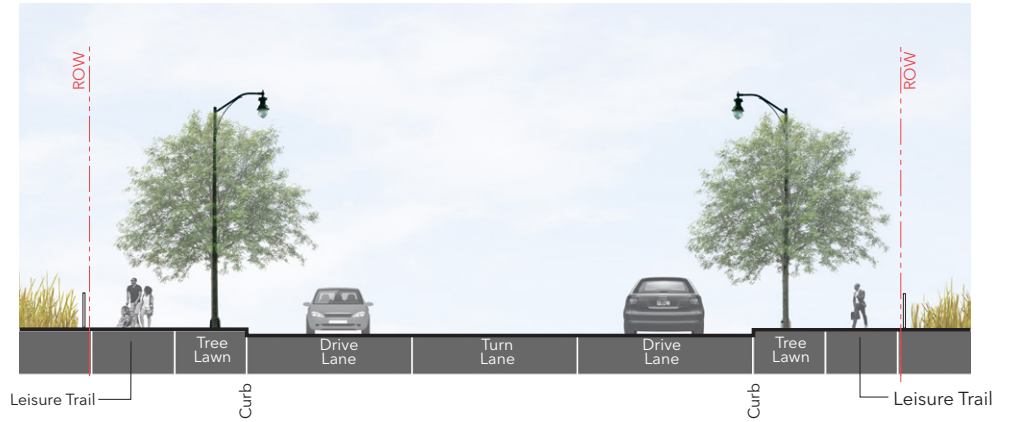 ROW
ROW
Tree
Lawn
Drive
Lane
Turn
Lane
Drive
Lane
Tree
Lawn
Leisure Trail
Curb
Curb
Leisure Trail